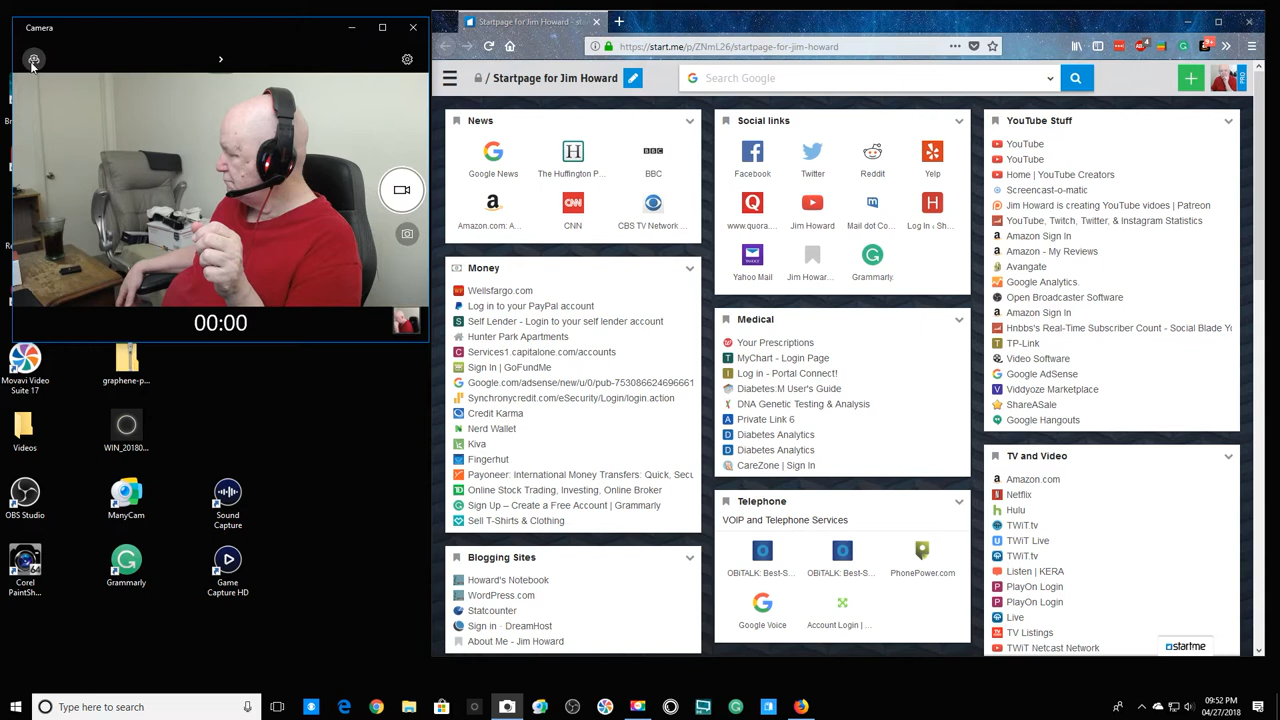 Camera
Startpage for Jim Howard - sta
https://start.me/p/ZNmL26/startpage-for-jim-howard
/ Startpage for Jim Howard
Search Google
PRO
News
Google News
The Huffington P...
BBC
Amazon.com: A...
CNN
CBS TV Network ...
Money
Wellsfargo.com
Log in to your PayPal account
Self Lender - Login to your self lender account
Hunter Park Apartments
Services1.capitalone.com/accounts
Sign In | GoFundMe
Google.com/adsense/new/u/0/pub-753086624696661
Synchronycredit.com/eSecurity/Login/login.action
Credit Karma
Nerd Wallet
Kiva
Fingerhut
Payoneer: International Money Transfers: Quick, Secu
Online Stock Trading, Investing, Online Broker
Sign Up – Create a Free Account | Grammarly
Sell T-Shirts & Clothing
Blogging Sites
Howard's Notebook
WordPress.com
Statcounter
Sign in · DreamHost
About Me - Jim Howard
Social links
Facebook
Twitter
Reddit
Yelp
www.quora....
Jim Howard
Mail dot Co...
Log In ‹ Sh...
Yahoo Mail
Jim Howar...
Grammarly.
Medical
Your Prescriptions
MyChart - Login Page
Log in - Portal Connect!
Diabetes:M User's Guide
DNA Genetic Testing & Analysis
Private Link 6
Diabetes Analytics
Diabetes Analytics
CareZone | Sign In
Telephone
VOIP and Telephone Services
OBiTALK: Best-S...
OBiTALK: Best-S...
PhonePower.com
Google Voice
Account Login | ...
YouTube Stuff
YouTube
YouTube
Home | YouTube Creators
Screencast-o-matic
Jim Howard is creating YouTube vidoes | Patreon
YouTube, Twitch, Twitter, & Instagram Statistics
Amazon Sign In
Amazon - My Reviews
Avangate
Google Analytics.
Open Broadcaster Software
Amazon Sign In
Hnbbs's Real-Time Subscriber Count - Social Blade Yo
TP-Link
Video Software
Google AdSense
Viddyoze Marketplace
ShareASale
Google Hangouts
TV and Video
Amazon.com
Netflix
Hulu
TWiT.tv
TWiT Live
TWiT.tv
Listen | KERA
PlayOn Login
PlayOn Login
Live
TV Listings
TWiT Netcast Network
startme
00:00
Movavi Video
Suite 17
graphene-p...
Videos
WIN_20180...
OBS Studio
ManyCam
Sound
Capture
Corel
PaintSh...
Grammarly
Game
Capture HD
Type here to search
09:52 PM
04/27/2018